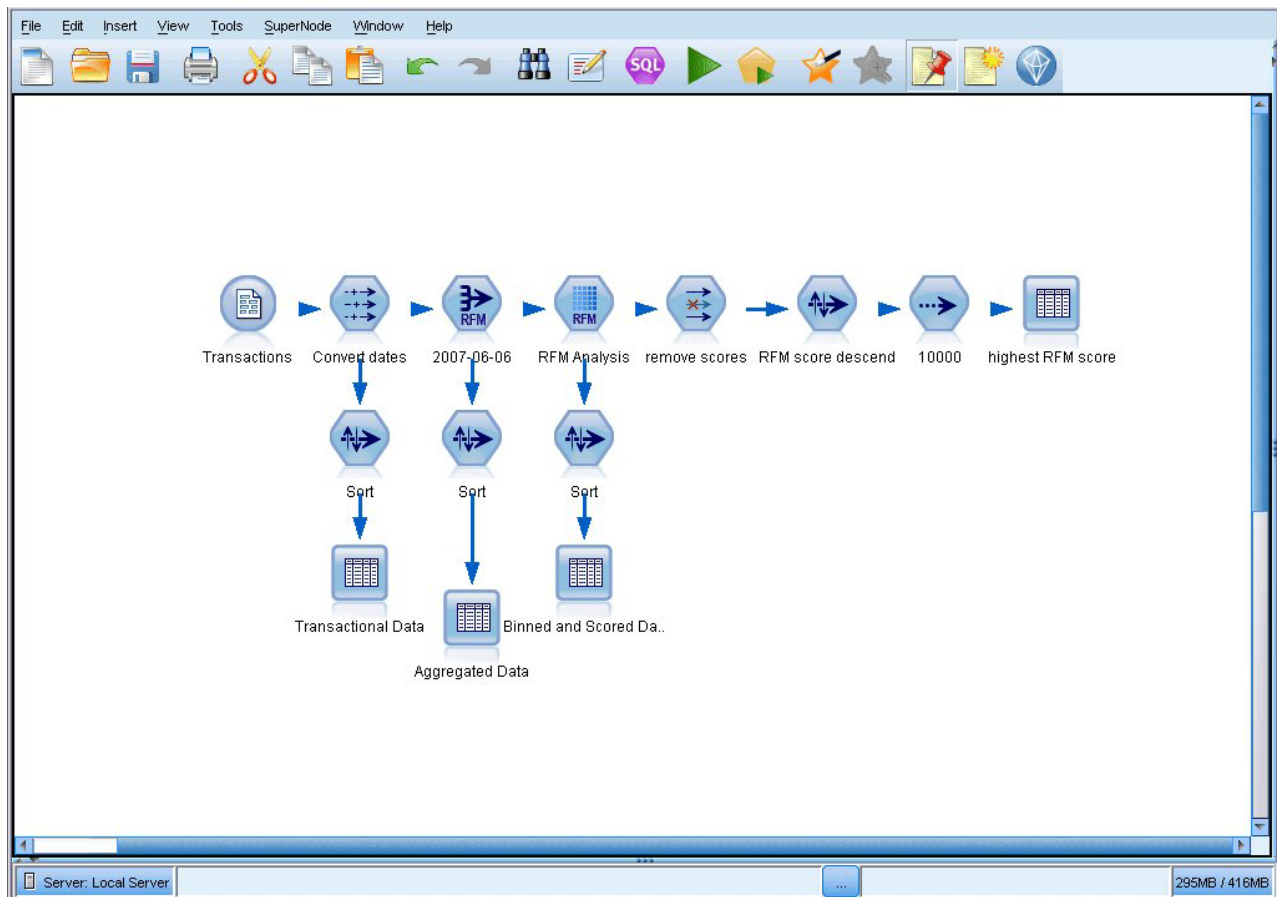 File Edit Insert View Tools SuperNode Window Help
SQL
RFM RFM
Transactions Convert dates 2007-06-06 RFM Analysis remove scores RFM score descend 10000 highest RFM score
Sort Sort Sort
Transactional Data Binned and Scored Da..
Aggregated Data
Server: Local Server ... 295MB / 416MB